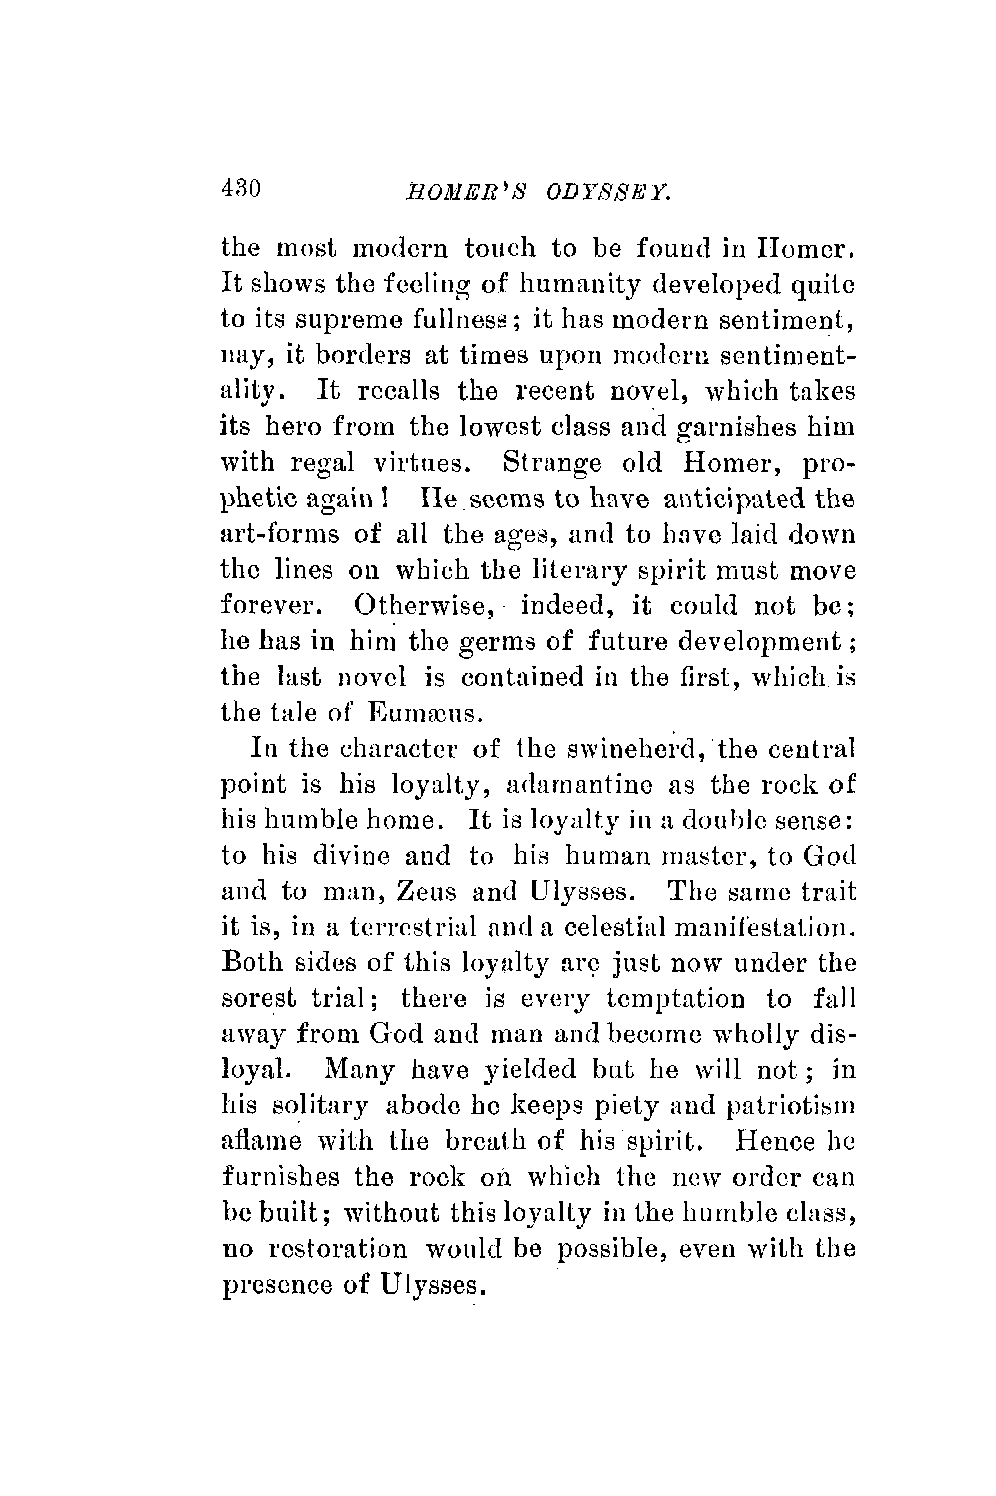 430 HOMER'S ODYSSEY.
the most modern touch to be found in Homer.
It shows the feeling of humanity developed quite
to its supreme fullness; it has modern sentiment,
nay, it borders at times upon modern sentiment-
ality. It recalls the recent novel, which takes
its hero from the lowest class and garnishes him
with regal virtues. Strange old Homer, pro-
phetic again! He seems to have anticipated the
art-forms of all the ages, and to have laid down
the lines on which the literary spirit must move
forever. Otherwise, indeed, it could not be;
he has in him the germs of future development;
the last novel is contained in the first, which is
the tale of Eumæus.
In the character of the swineherd, the central
point is his loyalty, adamantine as the rock of
his humble home. It is loyalty in a double sense:
to his divine and to his human master, to God
and to man, Zeus and Ulysses. The same trait
it is, in a terrestrial and a celestial manifestation.
Both sides of this loyalty are just now under the
sorest trial; there is every temptation to fall
away from God and man and become wholly dis-
loyal. Many have yielded but he will not; in
his solitary abode he keeps piety and patriotism
aflame with the breath of his spirit. Hence he
furnishes the rock on which the new order can
be built; without this loyalty in the humble class,
no restoration would be possible, even with the
presence of Ulysses.